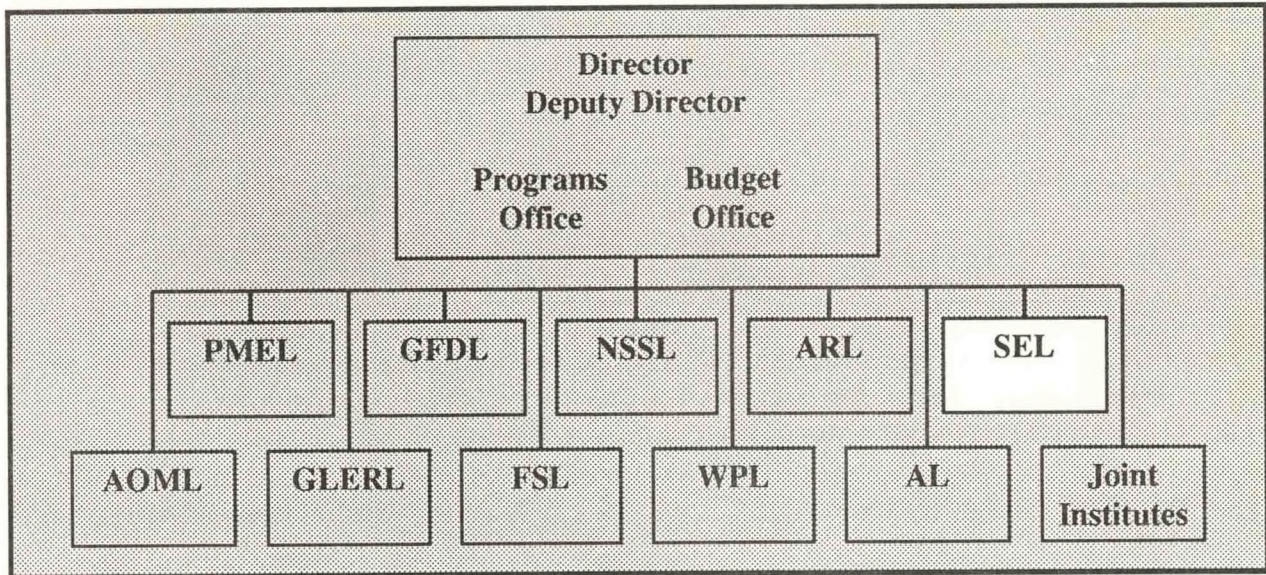 Director
Deputy Director
Programs Office
Budget Office
PMEL
GFDL
NSSL
ARL
SEL
AOML
GLERL
FSL
WPL
AL
Joint
Institutes